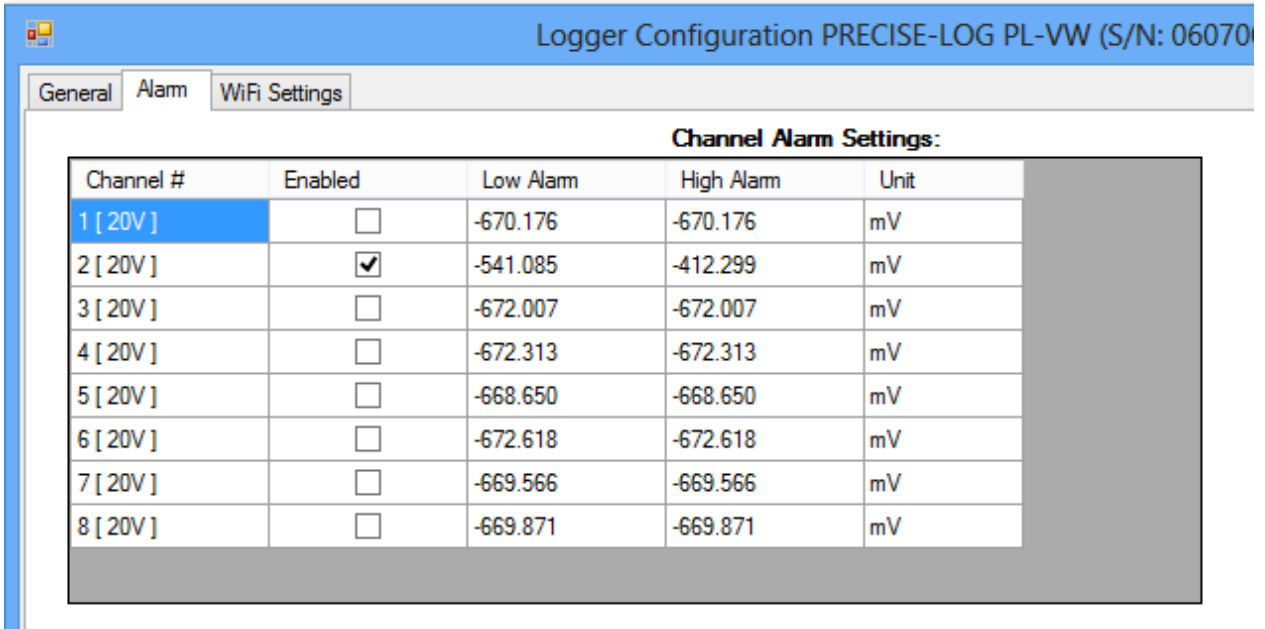 Logger Configuration PRECISE-LOG PL-VW (S/N: 060700
General Alarm WiFi Settings
Channel Alarm Settings:
Channel # Enabled Low Alarm High Alarm Unit
1 [ 20V ] -670.176 -670.176 mV
2 [ 20V ] -541.085 -412.299 mV
3 [ 20V ] -672.007 -672.007 mV
4 [ 20V ] -672.313 -672.313 mV
5 [ 20V ] -668.650 -668.650 mV
6 [ 20V ] -672.618 -672.618 mV
7 [ 20V ] -669.566 -669.566 mV
8 [ 20V ] -669.871 -669.871 mV